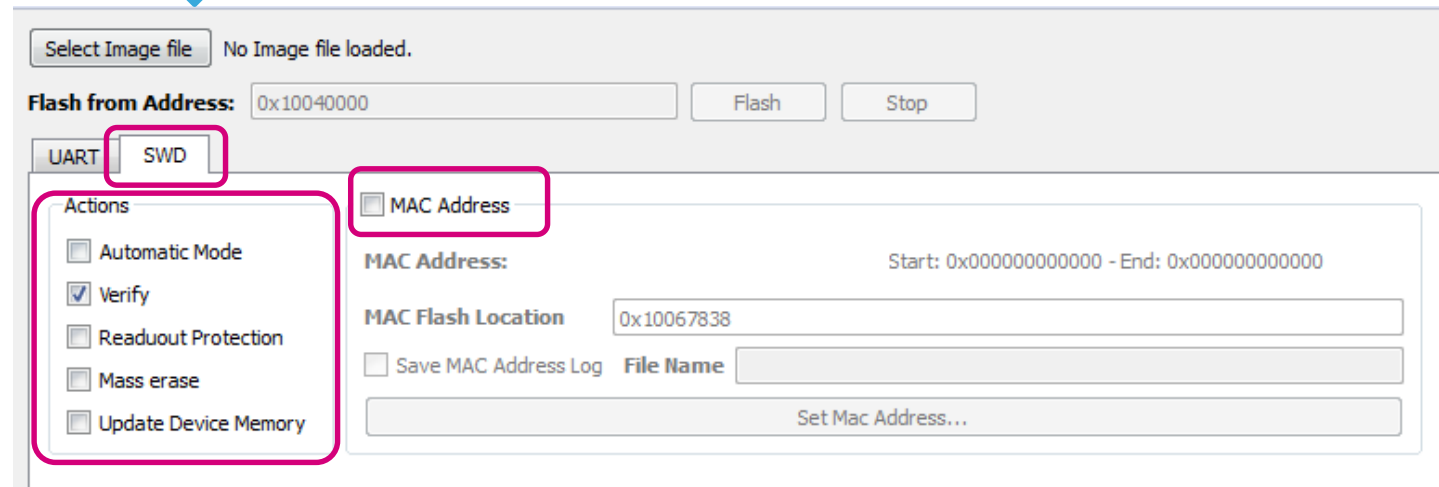 Select Image file No Image file loaded.
Flash from Address: 0x10040000 Flash Stop
UART SWD
Actions
Automatic Mode
Verify
Readuout Protection
Mass erase
Update Device Memory
MAC Address
MAC Address: Start: 0x000000000000 - End: 0x000000000000
MAC Flash Location 0x10067838
Save MAC Address Log File Name
Set Mac Address...